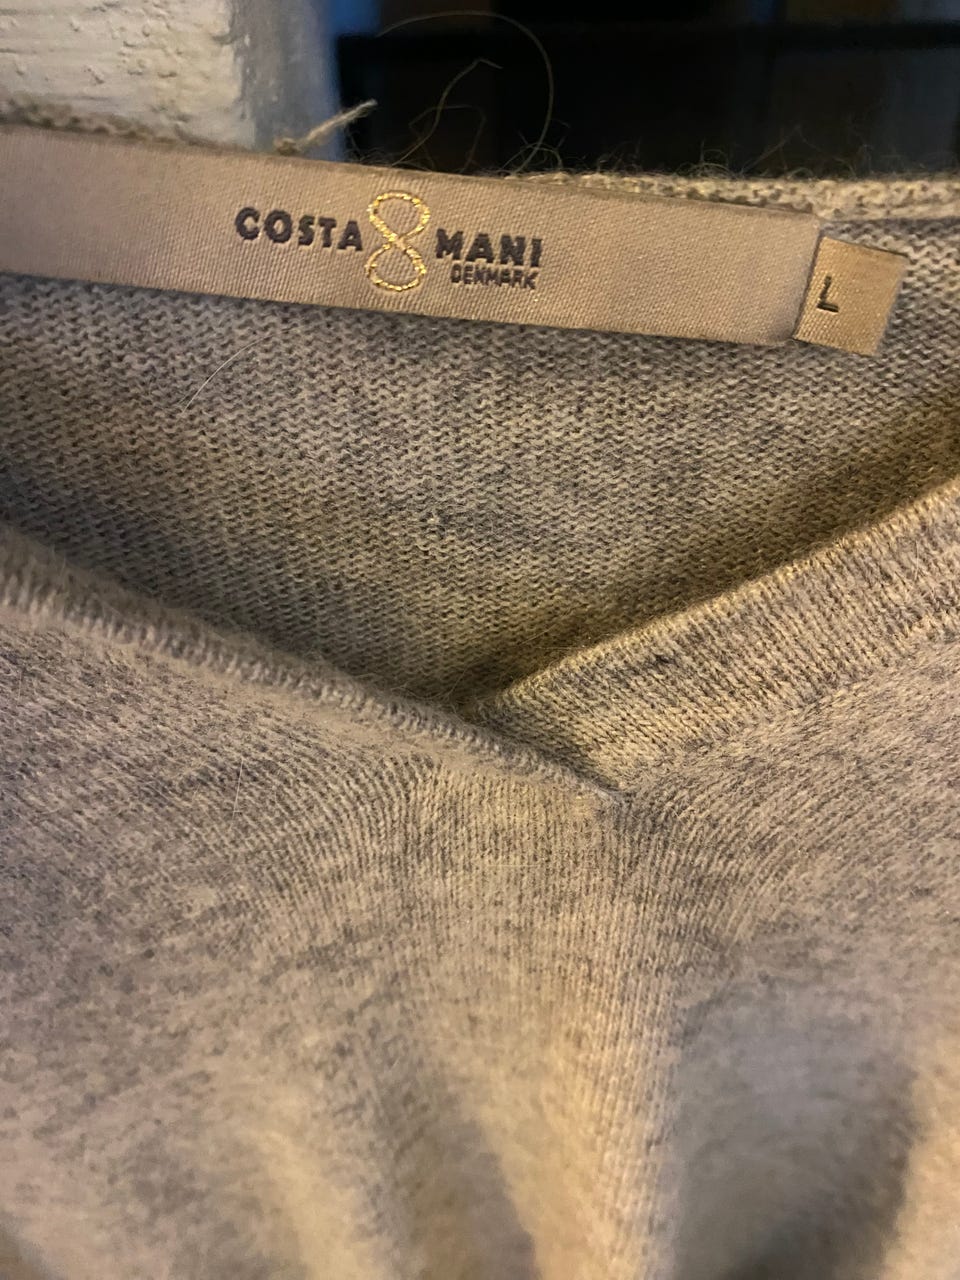 COSTA 8 MANI
DENMARK
L